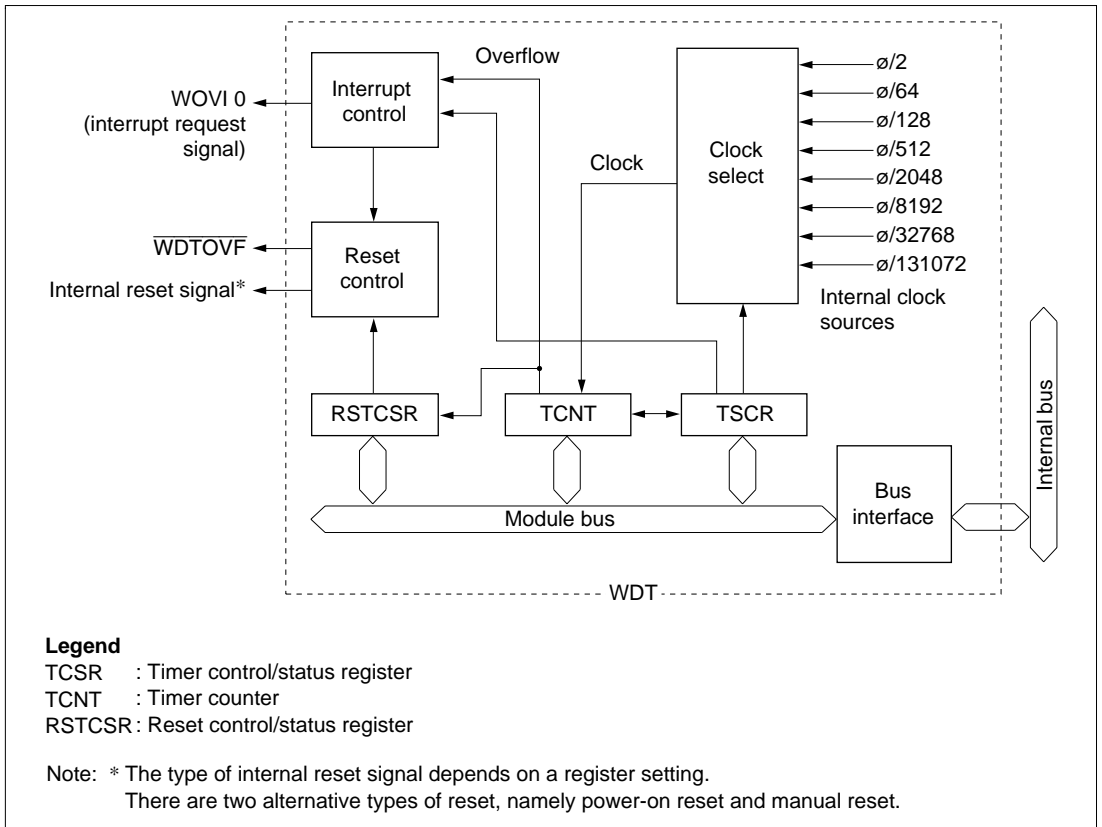 Overflow
Interrupt
control
WOVI 0
(interrupt request
signal)
Clock
Clock
select
ø/2
ø/64
ø/128
ø/512
ø/2048
ø/8192
ø/32768
ø/131072
Internal clock
sources
WDTOVF
Internal reset signal*
Reset
control
RSTCSR
TCNT
TSCR
Module bus
Bus
interface
Internal bus
WDT
Legend
TCSR : Timer control/status register
TCNT : Timer counter
RSTCSR : Reset control/status register
Note: * The type of internal reset signal depends on a register setting.
There are two alternative types of reset, namely power-on reset and manual reset.